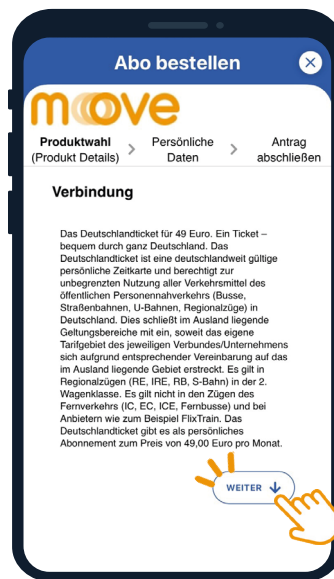 Abo bestellen
moove
Produktwahl
(Produkt Details)
Persönliche
Daten
Antrag
abschließen
Verbindung
Das Deutschlandticket für 49 Euro. Ein Ticket –
bequem durch ganz Deutschland. Das
Deutschlandticket ist eine deutschlandweit gültige
persönliche Zeitkarte und berechtigt zur
unbegrenzten Nutzung aller Verkehrsmittel des
öffentlichen Personennahverkehrs (Busse,
Straßenbahnen, U-Bahnen, Regionalzüge) in
Deutschland. Dies schließt im Ausland liegende
Geltungsbereiche mit ein, soweit das eigene
Tarifgebiet des jeweiligen Verbundes/Unternehmens
sich aufgrund entsprechender Vereinbarung auf das
im Ausland liegende Gebiet erstreckt. Es gilt in
Regionalzügen (RE, IRE, RB, S-Bahn) in der 2.
Wagenklasse. Es gilt nicht in den Zügen des
Fernverkehrs (IC, EC, ICE, Fernbusse) und bei
Anbietern wie zum Beispiel FlixTrain. Das
Deutschlandticket gibt es als persönliches
Abonnement zum Preis von 49,00 Euro pro Monat.
WEITER